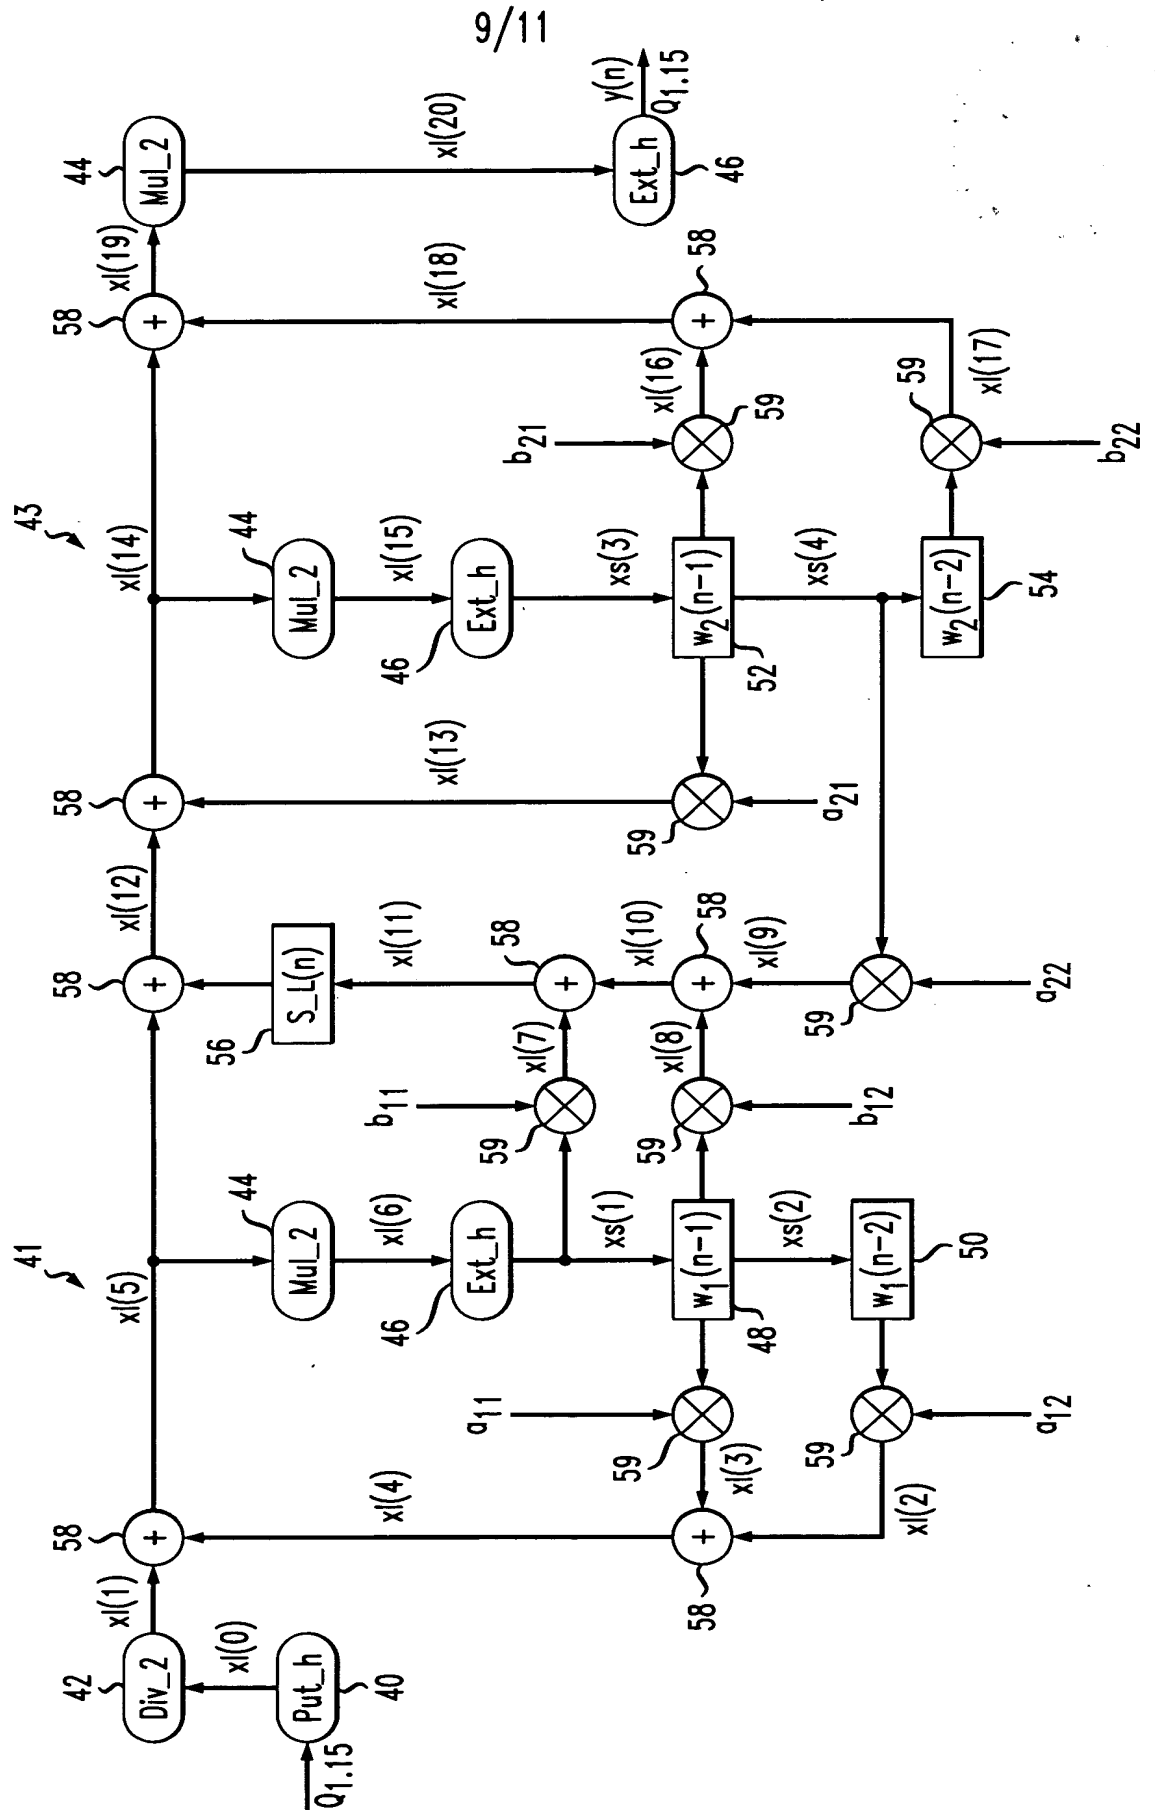 9/11
Q1.15
Put_h
40
xl(0)
42
Div_2
xl(1)
58
+
xl(4)
58
+
xl(2)
xl(3)
59
a11
59
a12
41
xl(5)
44
Mul_2
xl(6)
46
Ext_h
xs(1)
w1(n-1)
48
xs(2)
w1(n-2)
50
b11
59
xl(7)
59
xl(8)
b12
58
+
xl(12)
56
S_L(n)
xl(11)
58
+
xl(10)
58
+
xl(9)
59
a22
58
+
xl(13)
59
a21
43
xl(14)
44
Mul_2
xl(15)
46
Ext_h
xs(3)
w2(n-1)
52
xs(4)
w2(n-2)
54
b21
59
xl(16)
59
b22
xl(17)
58
+
xl(18)
58
+
xl(19)
44
Mul_2
xl(20)
Ext_h
46
y(n)
Q1.15